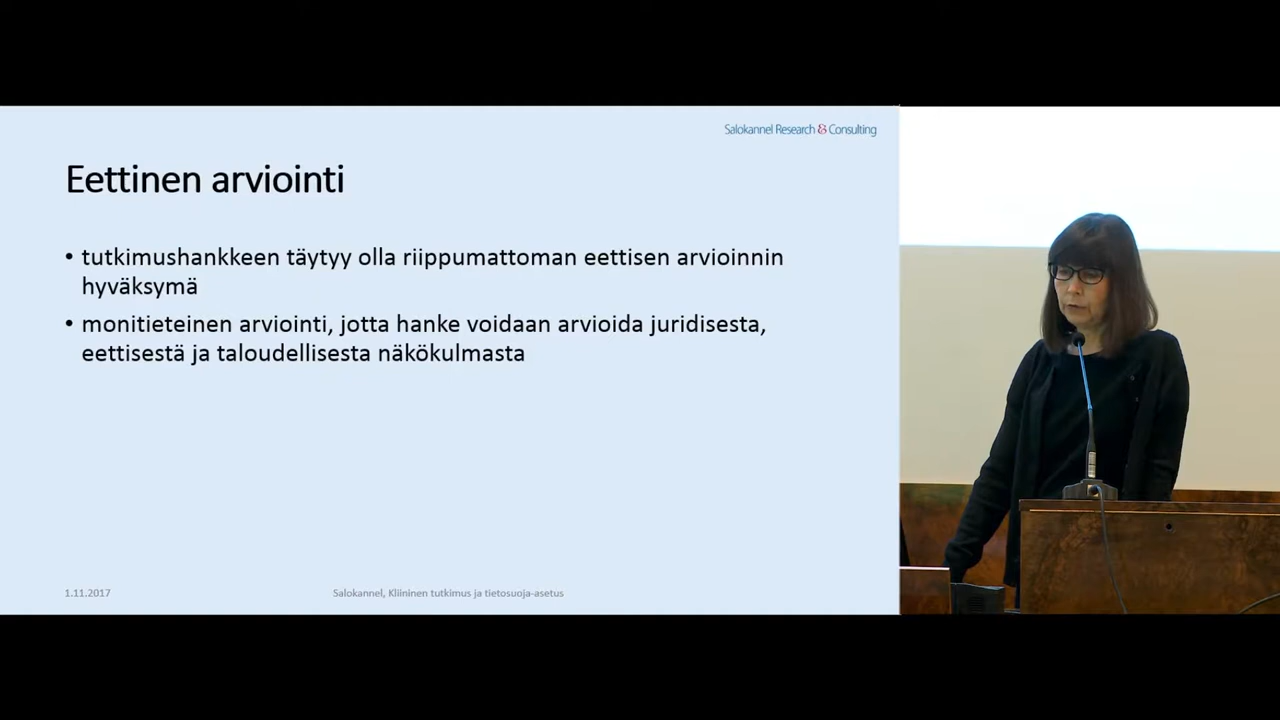 Salokannel Research & Consulting
Eettinen arviointi
• tutkimushankkeen täytyy olla riippumattoman eettisen arvioinnin
hyväksymä
• monitieteinen arviointi, jotta hanke voidaan arvioida juridisesta,
eettisestä ja taloudellisesta näkökulmasta
1.11.2017
Salokannel, Kliininen tutkimus ja tietosuoja-asetus